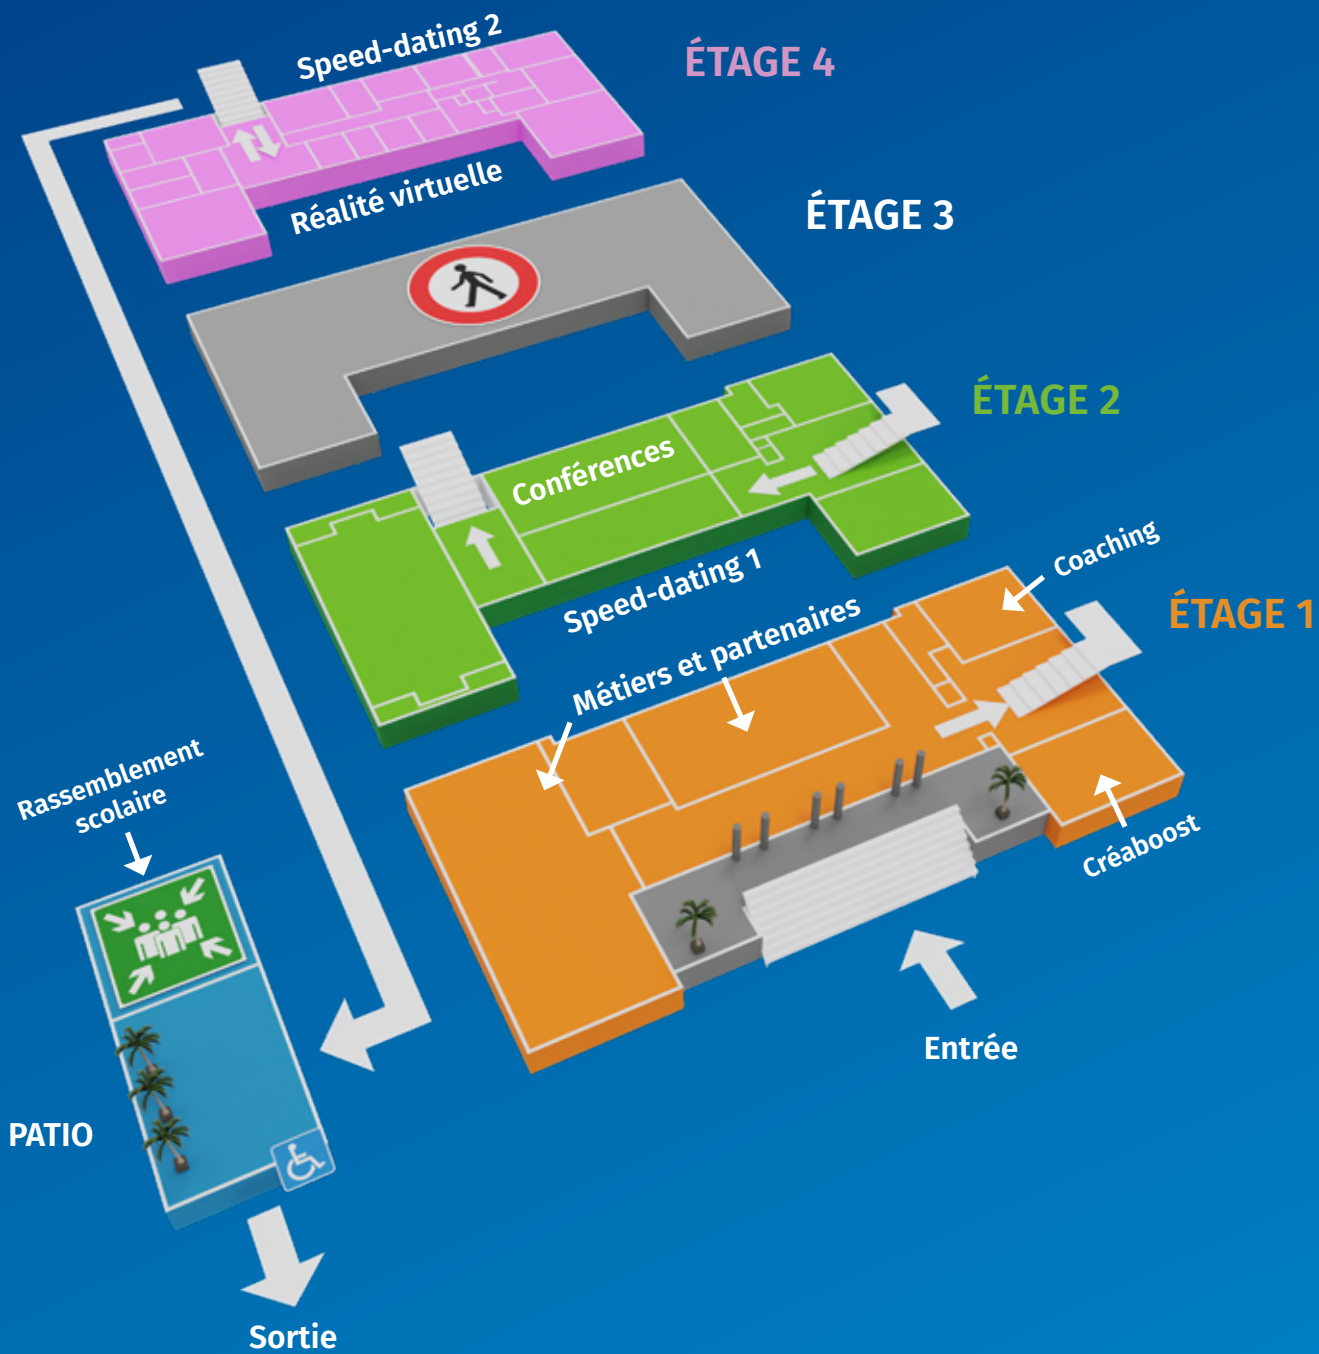 Speed-dating 2
ÉTAGE 4
Réalité virtuelle
ÉTAGE 3
ÉTAGE 2
Conférences
Speed-dating 1
Coaching
ÉTAGE 1
Métiers et partenaires
Rassemblement
scolaire
Créaboost
Entrée
PATIO
Sortie